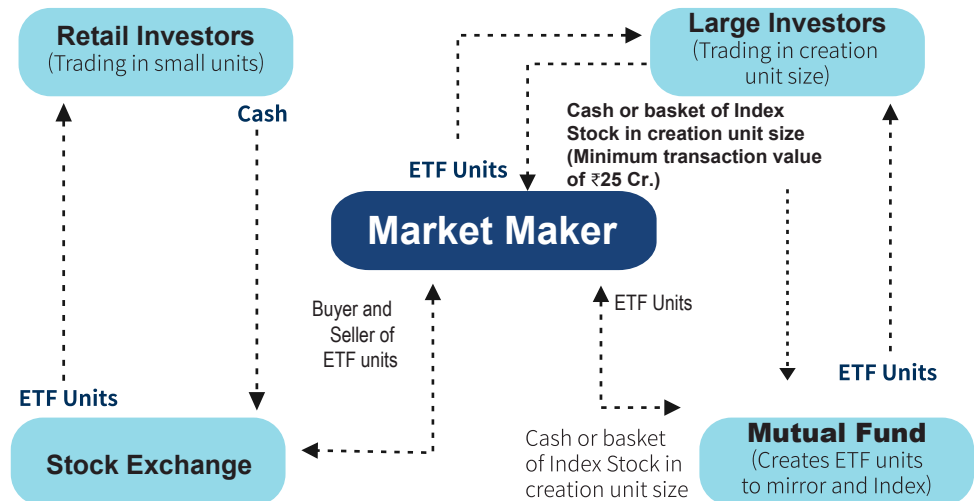 Retail Investors
(Trading in small units)
Large Investors
(Trading in creation
unit size)
Cash
Cash or basket of Index
Stock in creation unit size
(Minimum transaction value
of ₹25 Cr.)
ETF Units
Market Maker
Buyer and
Seller of
ETF units
ETF Units
ETF Units
ETF Units
Stock Exchange
Cash or basket
of Index Stock in
creation unit size
Mutual Fund
(Creates ETF units
to mirror and Index)